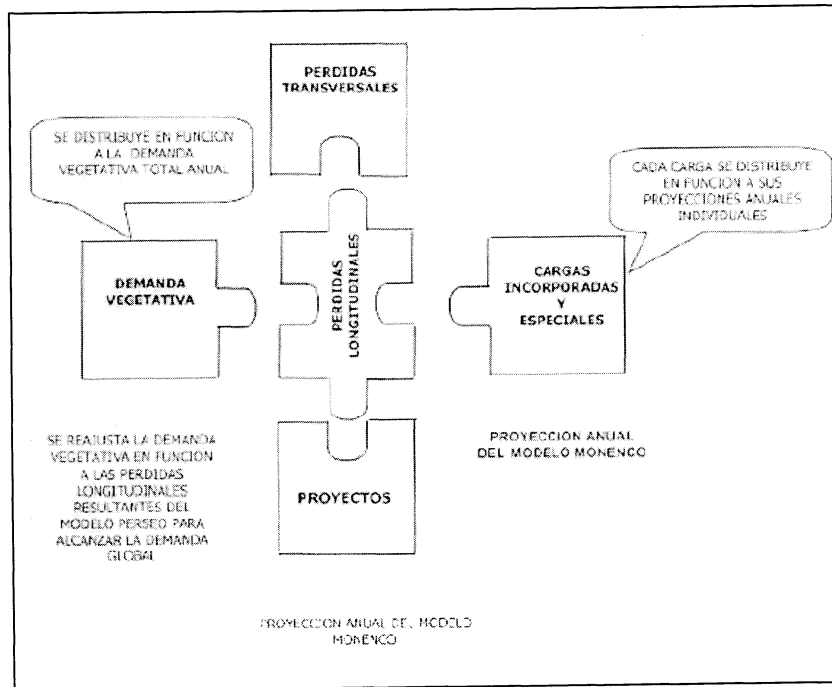 PERDIDAS
TRANSVERSALES
SE DISTRIBUYE EN FUNCION
A LA DEMANDA
VEGETATIVA TOTAL ANUAL
CADA CARGA SE DISTRIBUYE
EN FUNCION A SUS
PROYECCIONES ANUALES
INDIVIDUALES
DEMANDA
VEGETATIVA
PERDIDAS
LONGITUDINALES
CARGAS
INCORPORADAS
Y
ESPECIALES
SE REAJUSTA LA DEMANDA
VEGETATIVA EN FUNCION
A LAS PERDIDAS
LONGITUDINALES
RESULTANTES DEL
MODELO PERSEO PARA
ALCANZAR LA DEMANDA
GLOBAL
PROYECCION ANUAL
DEL MODELO MONENCO
PROYECTOS
PROYECCION ANUAL DEL MODELO
MONENCO